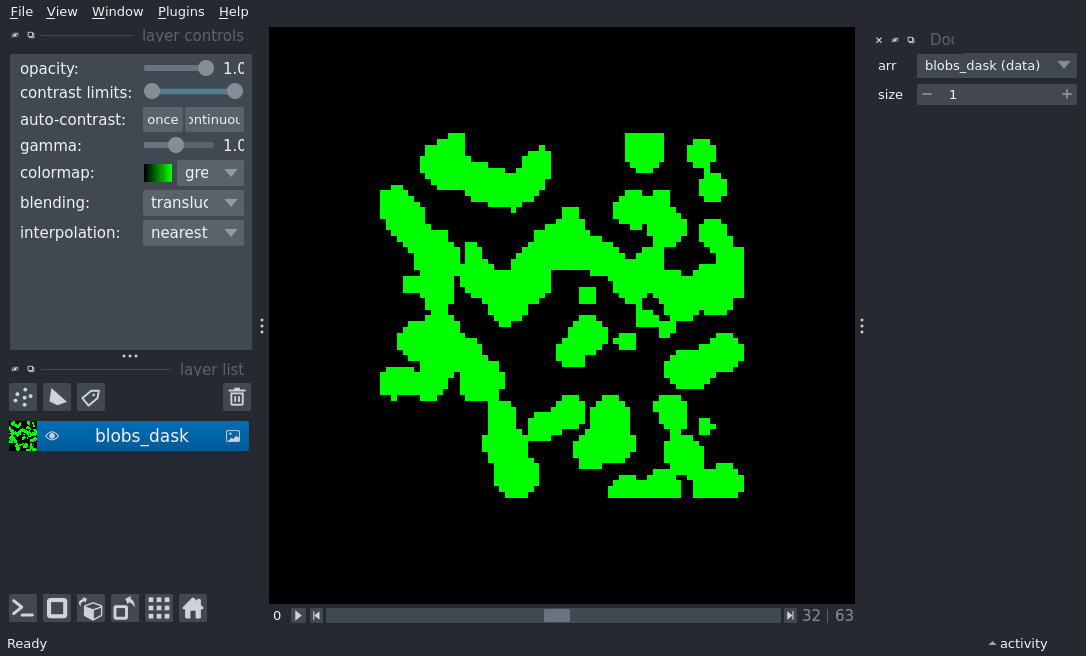 File View Window Plugins Help
layer controls
opacity: 1.0
contrast limits:
auto-contrast: once ontinuou
gamma: 1.0
colormap: gre
blending: transluc
interpolation: nearest
layer list
blobs_dask
Ready
0 32 | 63
Doc
arr blobs_dask (data)
size 1
activity